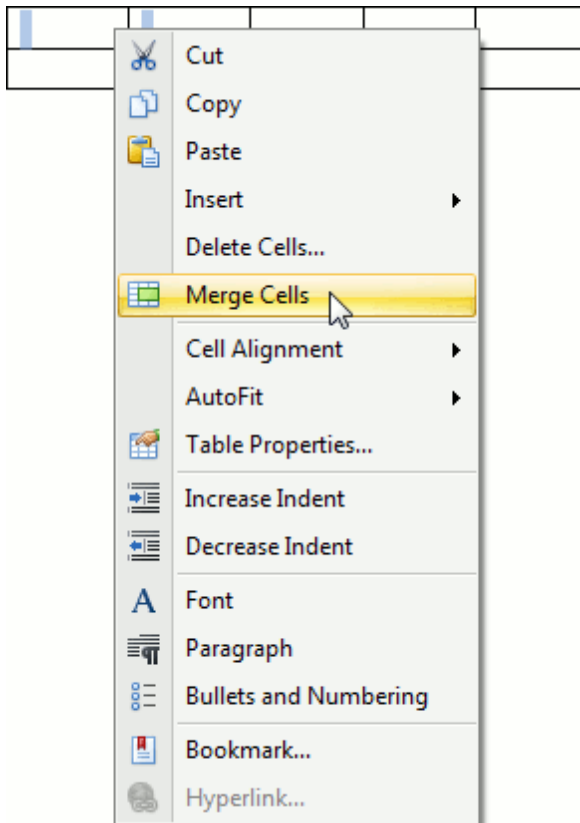 Cut
Copy
Paste
Insert
Delete Cells...
Merge Cells
Cell Alignment
AutoFit
Table Properties...
Increase Indent
Decrease Indent
Font
Paragraph
Bullets and Numbering
Bookmark...
Hyperlink...